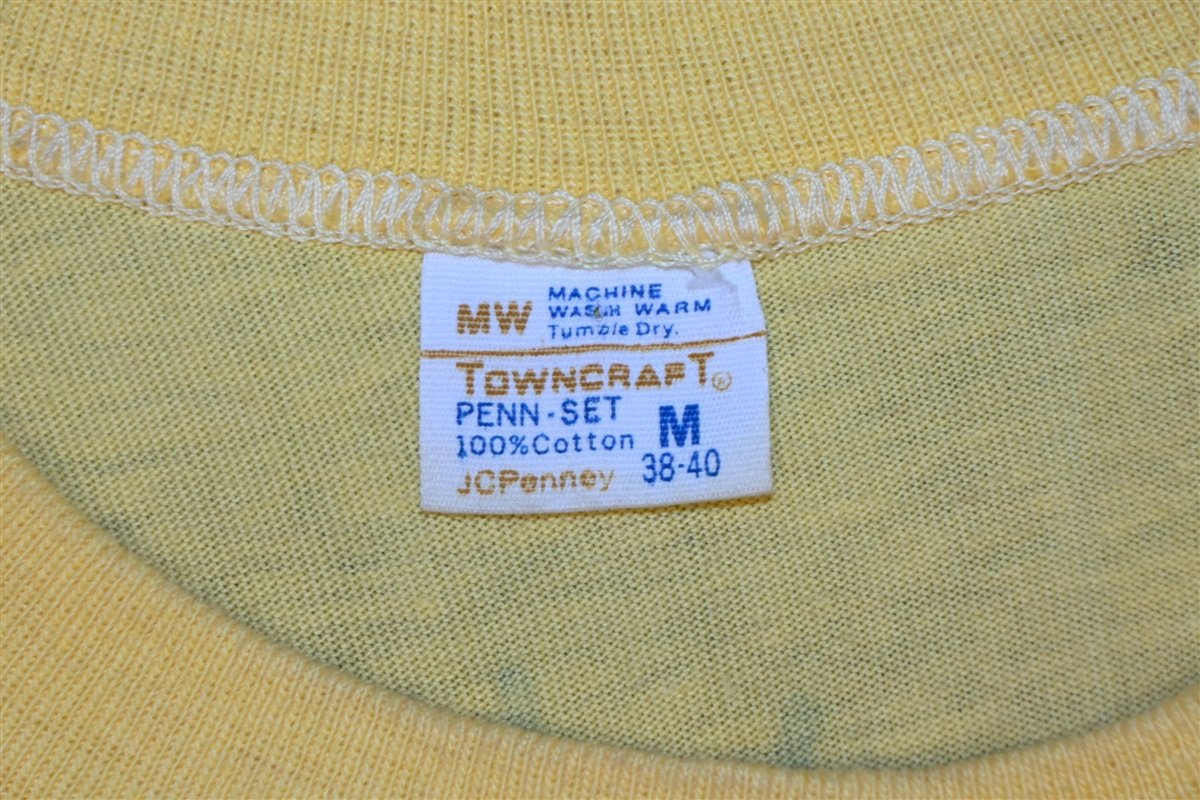 MW
MACHINE
WASH WARM
Tumble Dry.
TOWNCRAFT®
PENN-SET
100% Cotton
M
38-40
JCPenney